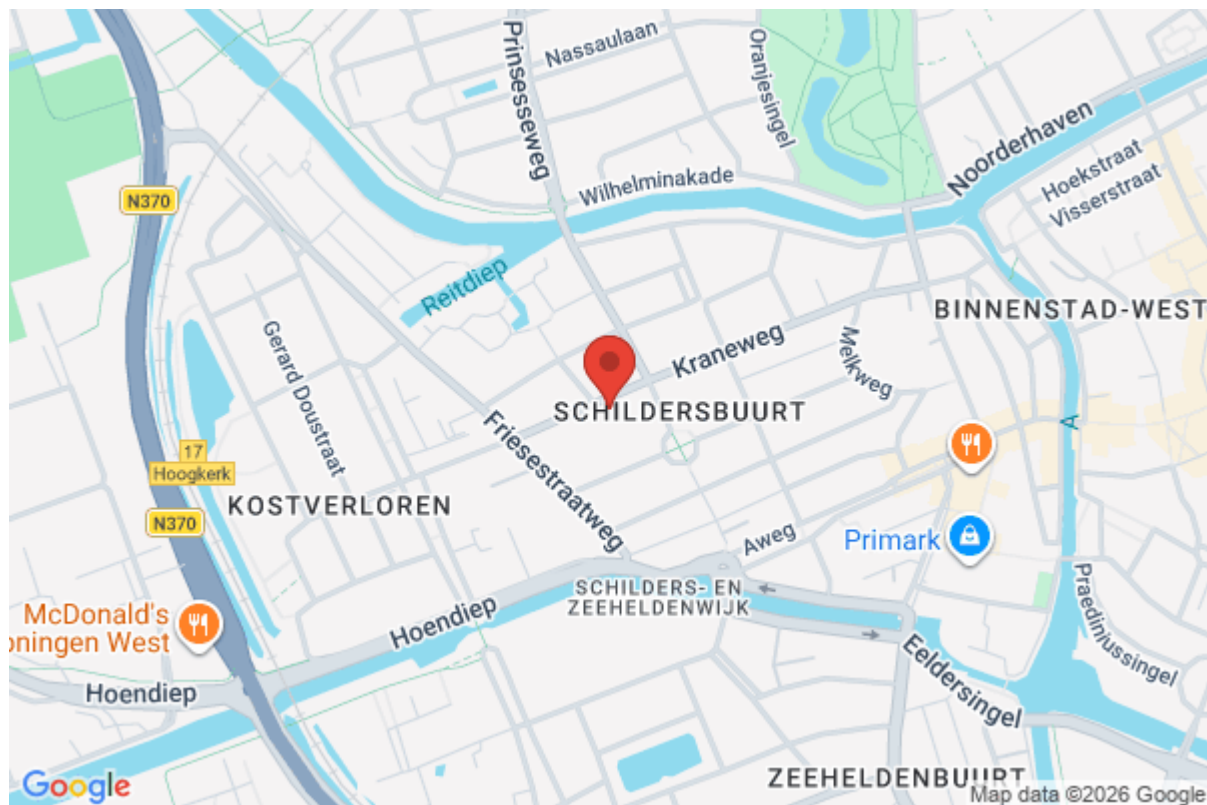 Nassaulaan
Prinsesseweg
Oranjesingel
Noorderhaven
Hoekstraat
Visserstraat
Wilhelminakade
N370
Reitdiep
BINNENSTAD-WEST
Kraneweg
Melkweg
Gerard Doustraat
SCHILDERSBUURT
A
Friesestraatweg
17
Hoogkerk
KOSTVERLOREN
N370
Aweg
Primark
SCHILDERS- EN
ZEEHELDENWIJK
Praediniussingel
McDonald's
oningen West
Hoendiep
Hoendiep
Eeldersingel
ZEEHELDENBUURT
Google
Map data ©2026 Google